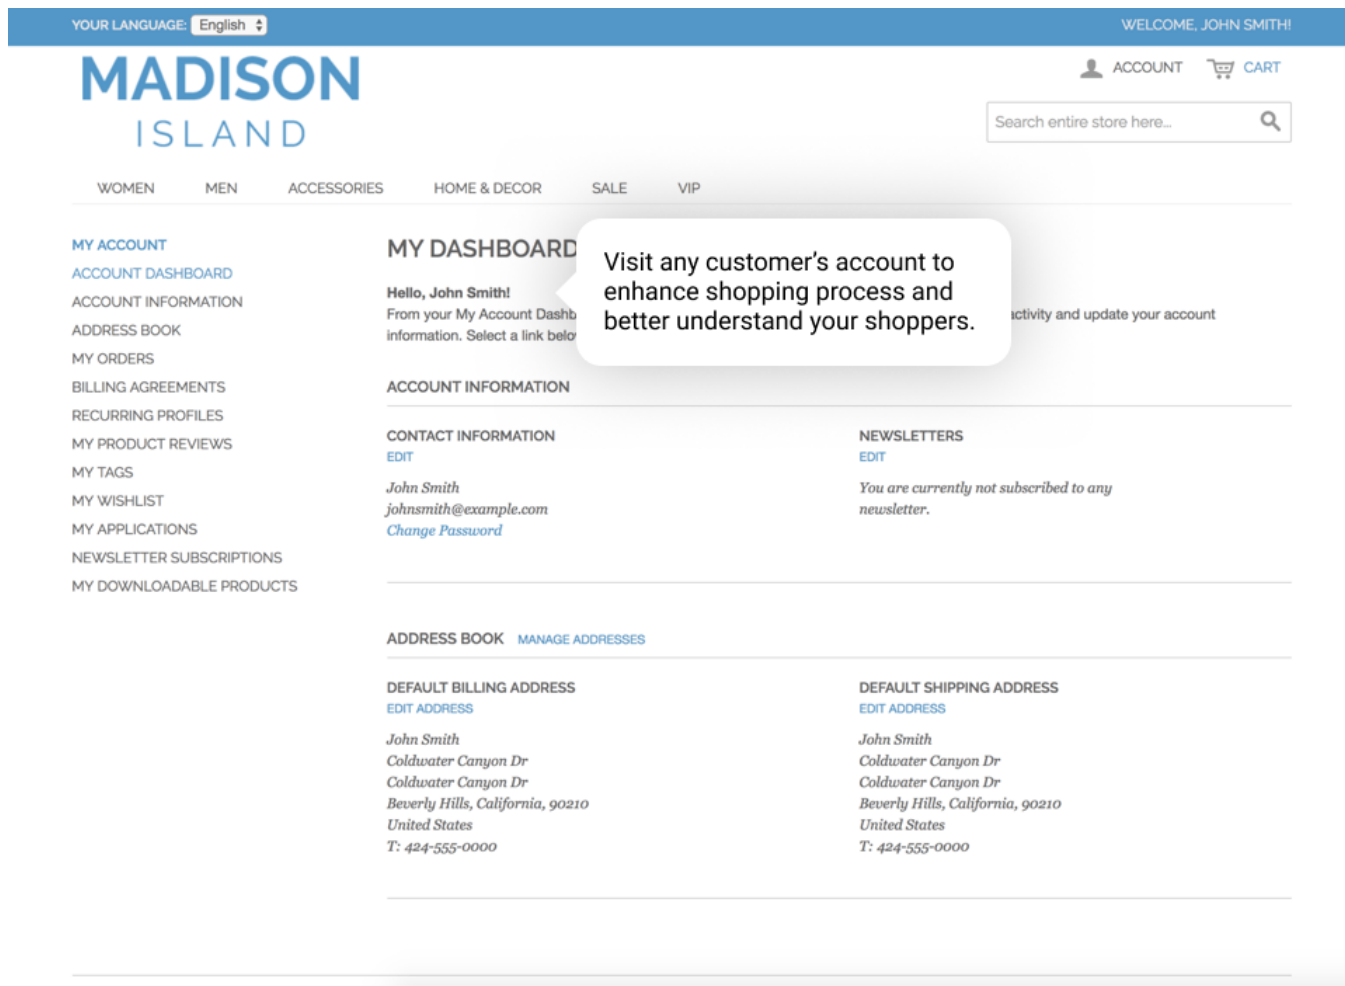 YOUR LANGUAGE: English
WELCOME, JOHN SMITH!
MADISON
ISLAND
ACCOUNT
CART
Search entire store here...
WOMEN MEN ACCESSORIES HOME & DECOR SALE VIP
MY ACCOUNT
ACCOUNT DASHBOARD
ACCOUNT INFORMATION
ADDRESS BOOK
MY ORDERS
BILLING AGREEMENTS
RECURRING PROFILES
MY PRODUCT REVIEWS
MY TAGS
MY WISHLIST
MY APPLICATIONS
NEWSLETTER SUBSCRIPTIONS
MY DOWNLOADABLE PRODUCTS
MY DASHBOARD
Visit any customer's account to
enhance shopping process and
better understand your shoppers.
Hello, John Smith!
From your My Account activity and update your account
information. Select a link
ACCOUNT INFORMATION
CONTACT INFORMATION
EDIT
John Smith
johnsmith@example.com
Change Password
NEWSLETTERS
EDIT
You are currently not subscribed to any
newsletter.
ADDRESS BOOK MANAGE ADDRESSES
DEFAULT BILLING ADDRESS
EDIT ADDRESS
John Smith
Coldwater Canyon Dr
Coldwater Canyon Dr
Beverly Hills, California, 90210
United States
T: 424-555-0000
DEFAULT SHIPPING ADDRESS
EDIT ADDRESS
John Smith
Coldwater Canyon Dr
Coldwater Canyon Dr
Beverly Hills, California, 90210
United States
T: 424-555-0000